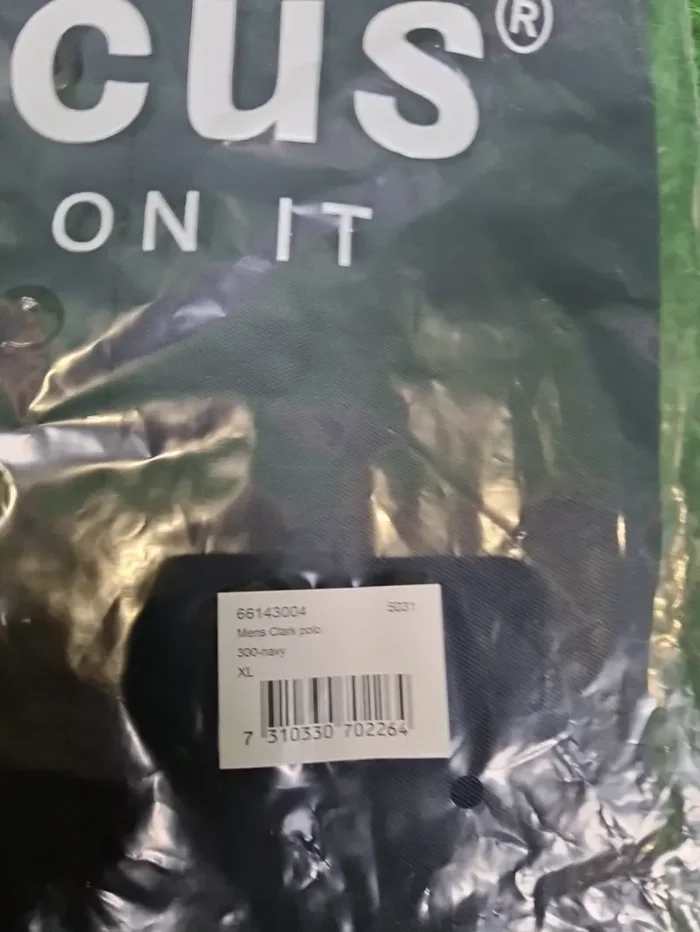 cus®
ON IT
66143004 5031
Mens Clark polo
300-navy
XL
7 310330 702264